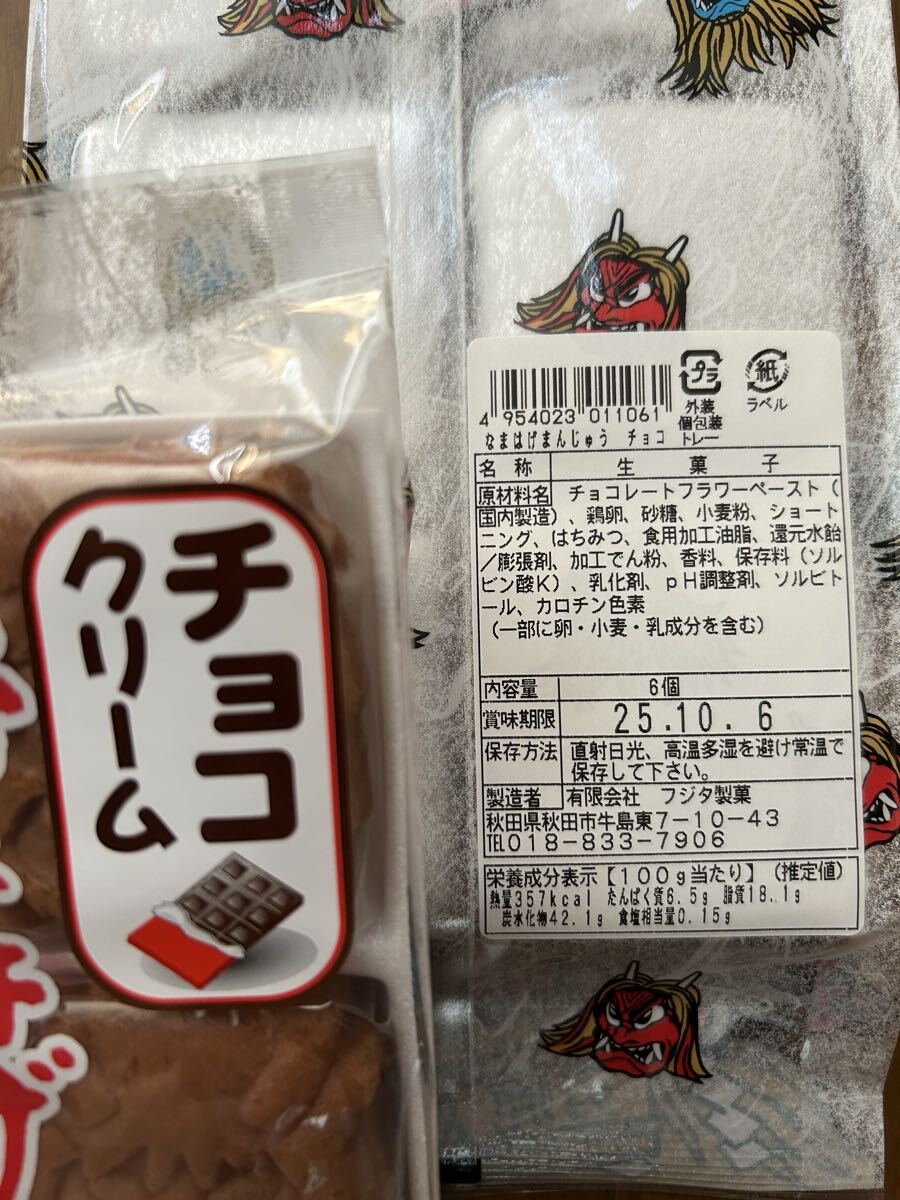 チョコ
クリーム
4 954023 011061
プラ
外装
個包装
トレー
紙
ラベル
なまはげまんじゅう チョコ
名称 生菓子
原材料名 チョコレートフラワーペースト（
国内製造）、鶏卵、砂糖、小麦粉、ショート
ニング、はちみつ、食用加工油脂、還元水飴
／膨張剤、加工でん粉、香料、保存料（ソル
ビン酸K）、乳化剤、pH調整剤、ソルビト
ール、カロチン色素
（一部に卵・小麦・乳成分を含む）
内容量 6個
賞味期限 25.10.6
保存方法 直射日光、高温多湿を避け常温で
保存して下さい。
製造者 有限会社 フジタ製菓
秋田県秋田市牛島東7-10-43
TEL018-833-7906
栄養成分表示【100g当たり】（推定値）
熱量357kcal たんぱく質6.5g 脂質18.1g
炭水化物42.1g 食塩相当量0.15g